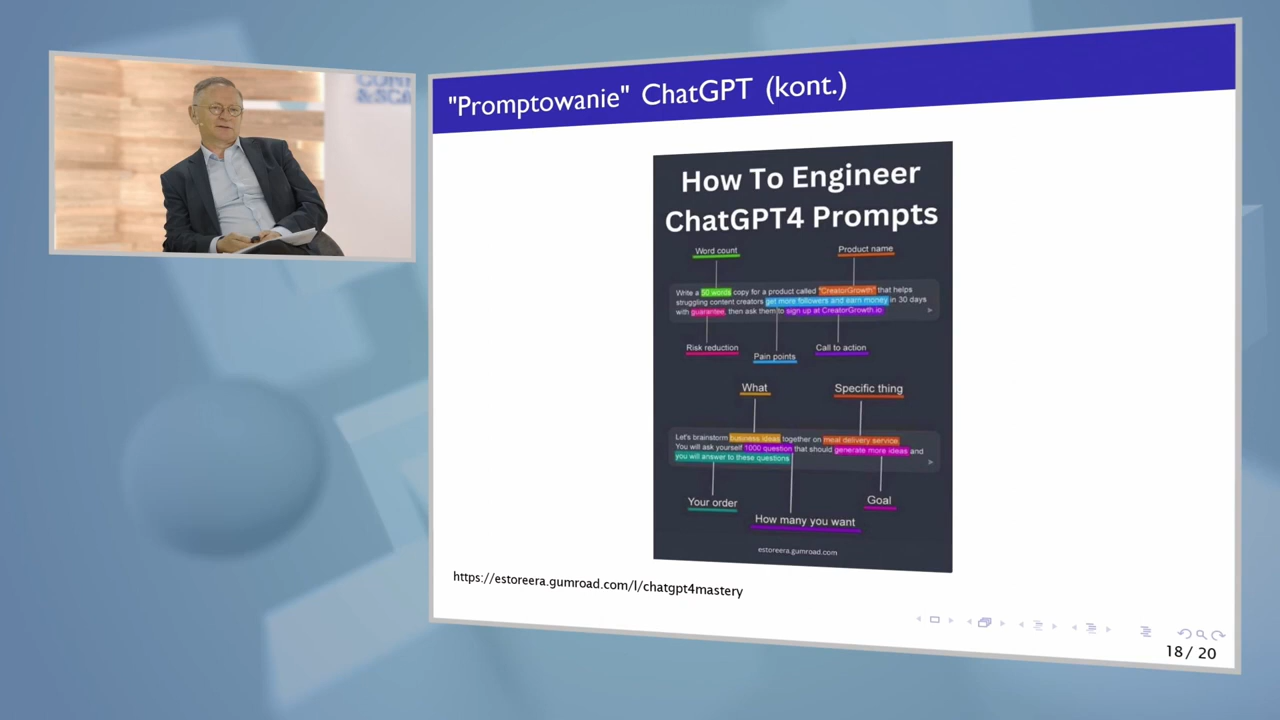 "Promptowanie" ChatGPT (kont.)
How To Engineer
ChatGPT4 Prompts
Word count
Product name
Write a 50 words copy for a product called "CreatorGrowth" that helps
struggling content creators get more followers and earn money in 30 days
with guarantee, then ask them to sign up at CreatorGrowth.io
Risk reduction
Pain points
Call to action
What
Specific thing
Let's brainstorm business ideas together on meal delivery service
You will ask yourself 1000 question that should generate more ideas and
you will answer to these questions
Your order
How many you want
Goal
estoreera.gumroad.com
https://estoreera.gumroad.com/l/chatgpt4mastery
18 / 20